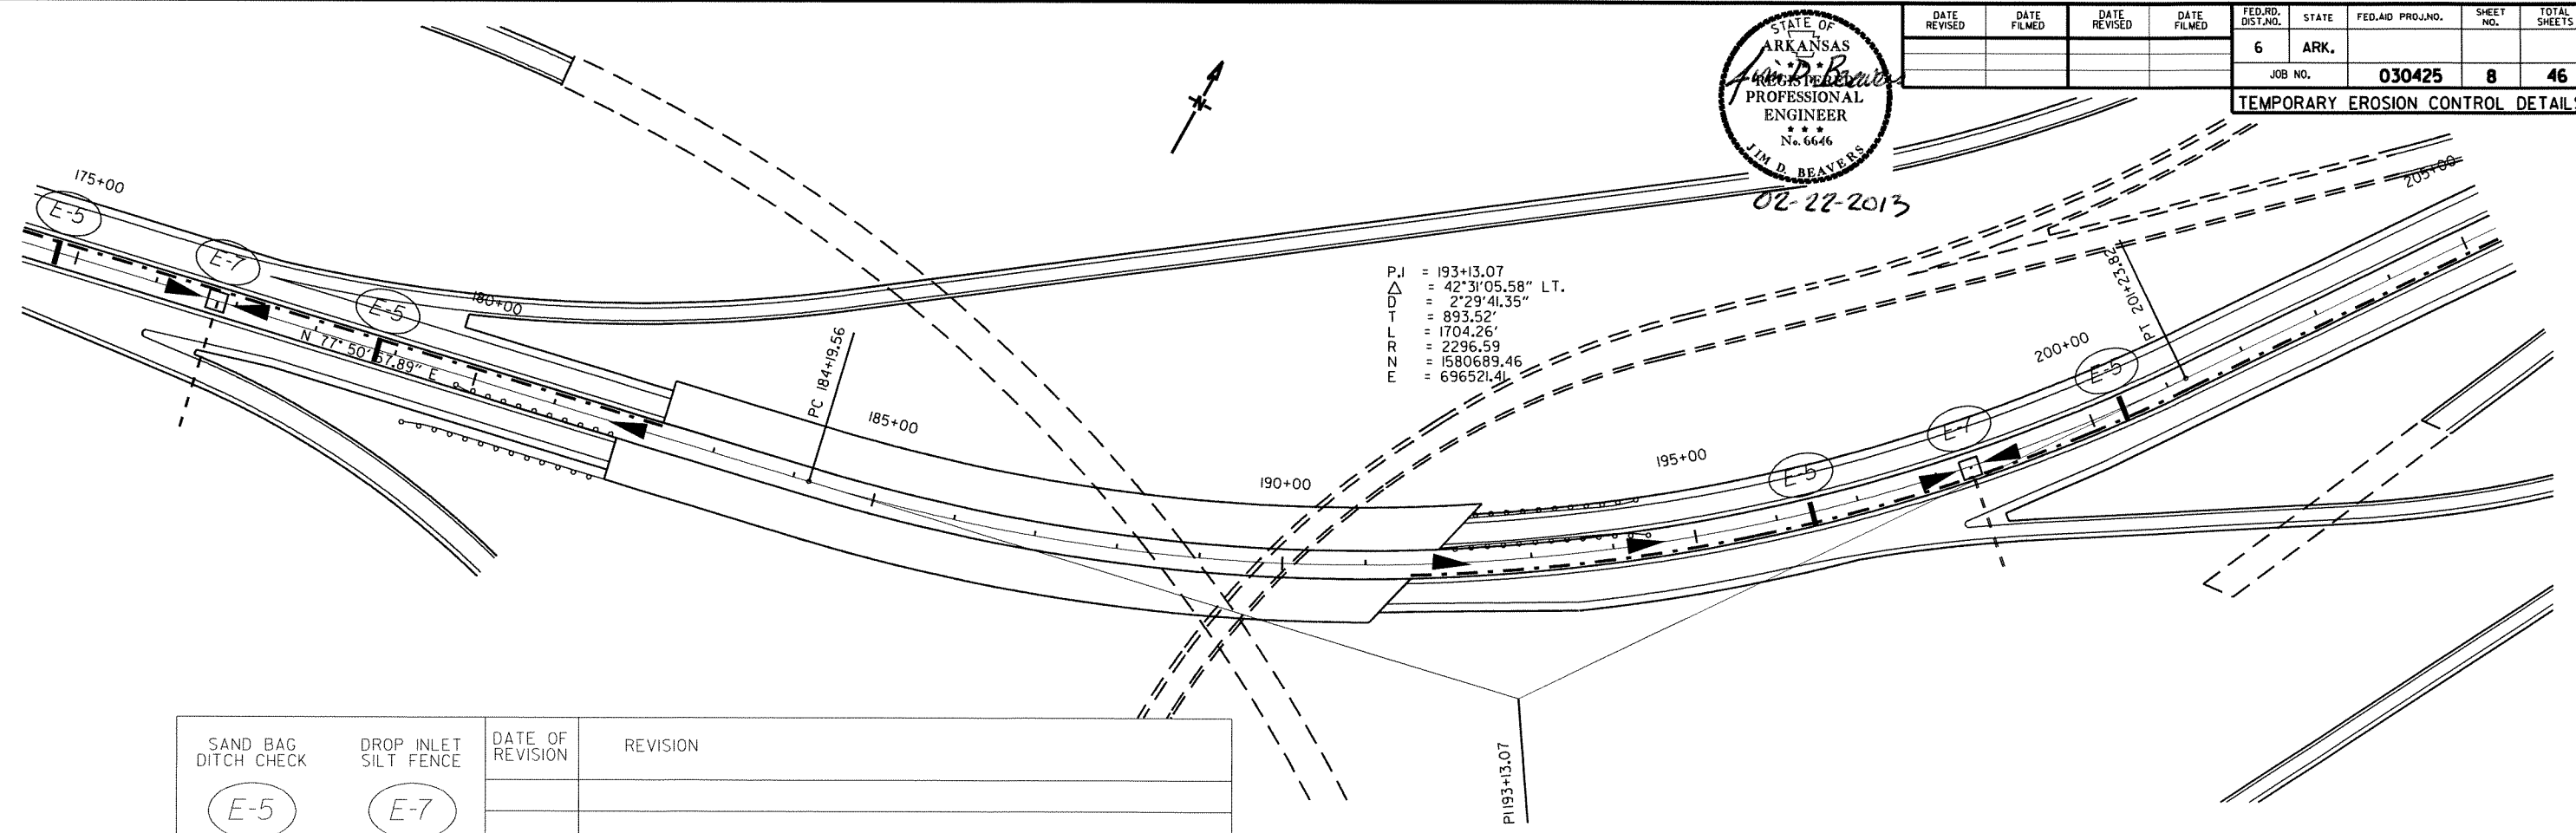 STATE OF
ARKANSAS
REGISTERED
PROFESSIONAL
ENGINEER
No. 6646
JIM D. BEAVERS
Jim D. Beavers
02-22-2013
DATE REVISED
DATE FILMED
DATE REVISED
DATE FILMED
FED.RD. DIST.NO.
STATE
FED.AID PROJ.NO.
SHEET NO.
TOTAL SHEETS
6
ARK.
JOB NO.
030425
8
46
TEMPORARY EROSION CONTROL DETAILS
N
175+00
E-5
E-7
E-5
180+00
N 77° 50' 57.89" E
PC 184+19.56
185+00
190+00
P.I = 193+13.07
△ = 42°31'05.58" LT.
D = 2°29'41.35"
T = 893.52'
L = 1704.26'
R = 2296.59
N = 1580689.46
E = 696521.41
195+00
E-5
E-7
E-5
200+00
PT 201+23.82
205+00
PI 193+13.07
SAND BAG
DITCH CHECK
E-5
DROP INLET
SILT FENCE
E-7
DATE OF
REVISION
REVISION